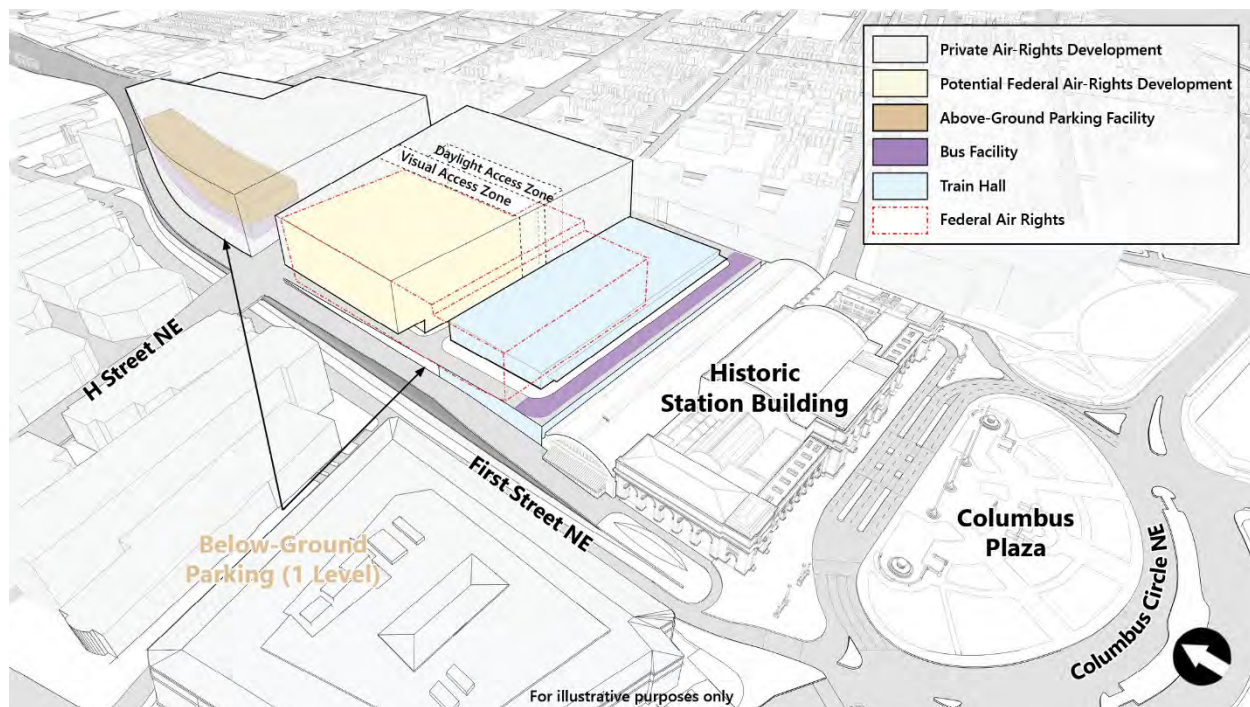 Private Air-Rights Development
Potential Federal Air-Rights Development
Above-Ground Parking Facility
Bus Facility
Train Hall
Federal Air Rights
Daylight Access Zone
Visual Access Zone
H Street NE
Historic
Station Building
First Street NE
Columbus
Plaza
Columbus Circle NE
Below-Ground
Parking (1 Level)
For illustrative purposes only